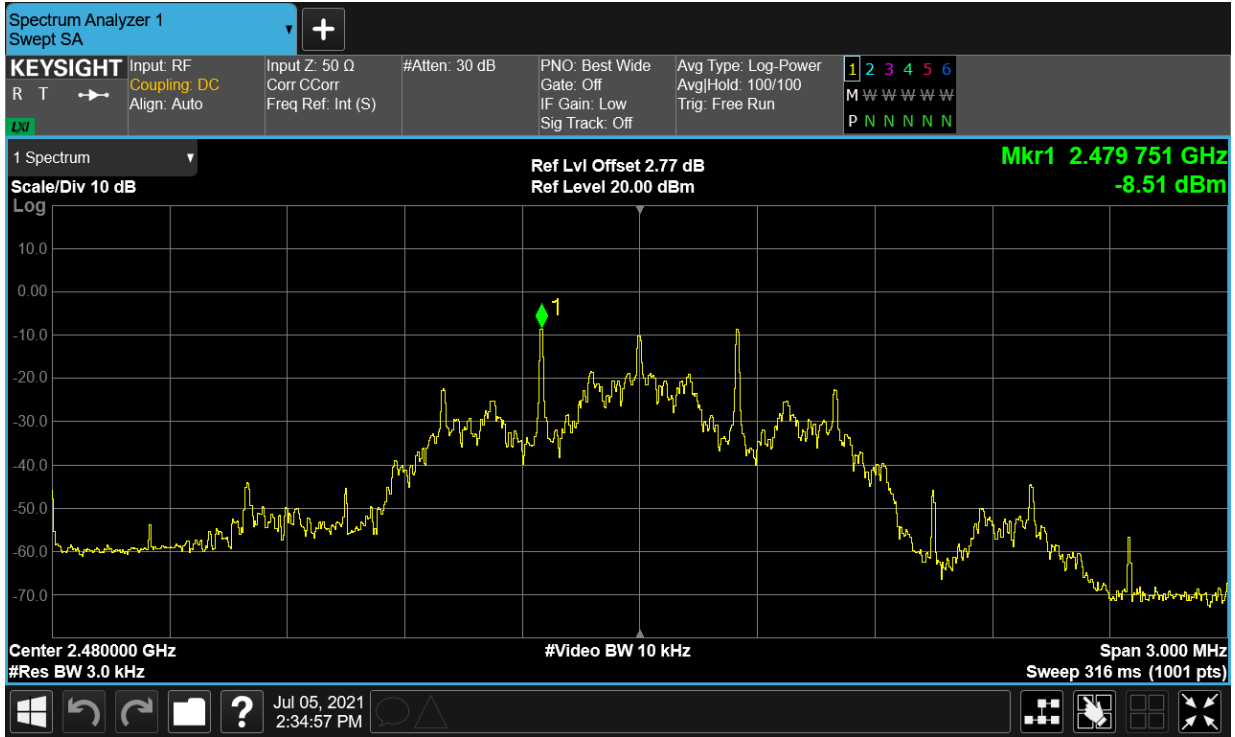 Spectrum Analyzer 1
Swept SA
▼
+
KEYSIGHT
R T
LXI
Input: RF
Coupling: DC
Align: Auto
Input Z: 50 Ω
Corr CCorr
Freq Ref: Int (S)
#Atten: 30 dB
PNO: Best Wide
Gate: Off
IF Gain: Low
Sig Track: Off
Avg Type: Log-Power
Avg|Hold: 100/100
Trig: Free Run
1 2 3 4 5 6
M W W W W W
P N N N N N
1 Spectrum ▼
Scale/Div 10 dB
Log
Ref Lvl Offset 2.77 dB
Ref Level 20.00 dBm
Mkr1 2.479 751 GHz
-8.51 dBm
10.0
0.00
-10.0
-20.0
-30.0
-40.0
-50.0
-60.0
-70.0
1
Center 2.480000 GHz
#Res BW 3.0 kHz
#Video BW 10 kHz
Span 3.000 MHz
Sweep 316 ms (1001 pts)
?
Jul 05, 2021
2:34:57 PM